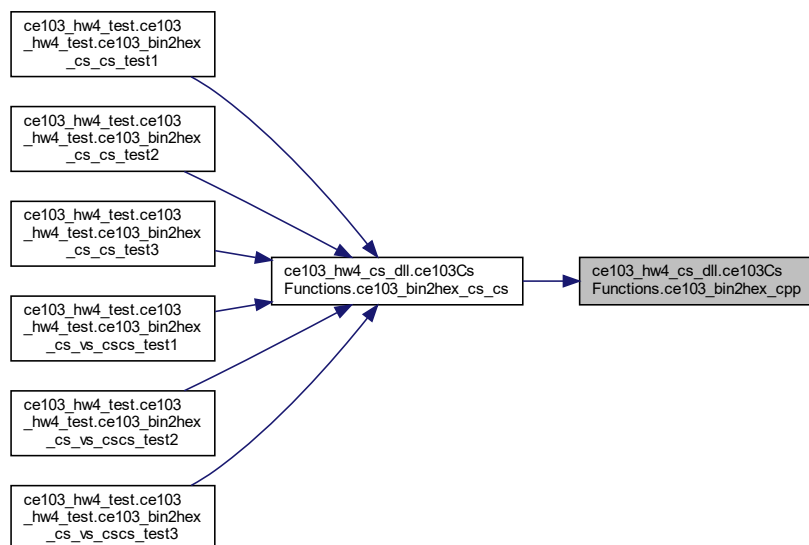 ce103_hw4_test.ce103
_hw4_test.ce103_bin2hex
_cs_cs_test1
ce103_hw4_test.ce103
_hw4_test.ce103_bin2hex
_cs_cs_test2
ce103_hw4_test.ce103
_hw4_test.ce103_bin2hex
_cs_cs_test3
ce103_hw4_test.ce103
_hw4_test.ce103_bin2hex
_cs_vs_cscs_test1
ce103_hw4_test.ce103
_hw4_test.ce103_bin2hex
_cs_vs_cscs_test2
ce103_hw4_test.ce103
_hw4_test.ce103_bin2hex
_cs_vs_cscs_test3
ce103_hw4_cs_dll.ce103Cs
Functions.ce103_bin2hex_cs_cs
ce103_hw4_cs_dll.ce103Cs
Functions.ce103_bin2hex_cpp